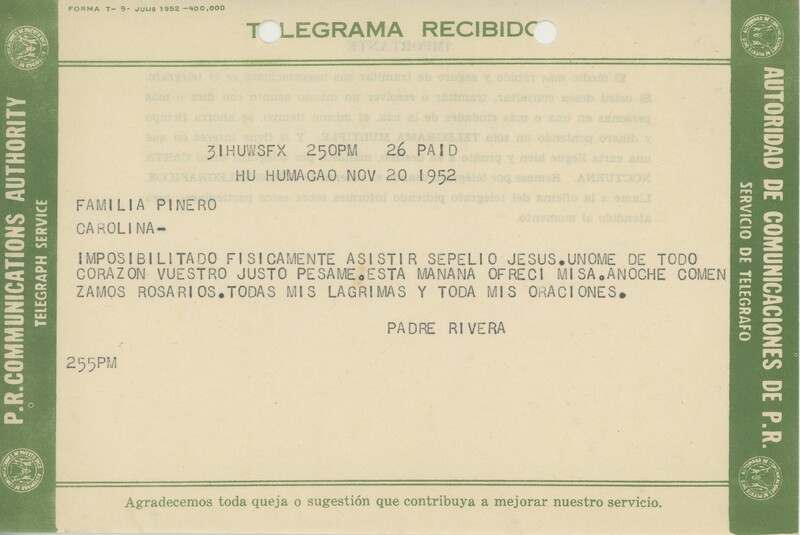 FORMA T- 9- JULIO 1952 -400,000
TELEGRAMA RECIBIDO
31HUWSFX 250PM 26 PAID
HU HUMACAO NOV 20 1952
FAMILIA PINERO
CAROLINA-
IMPOSIBILITADO FISICAMENTE ASISTIR SEPELIO JESUS.UNOME DE TODO
CORAZON VUESTRO JUSTO PESAME.ESTA MANANA OFRECI MISA.ANOCHE COMEN
ZAMOS ROSARIOS.TODAS MIS LAGRIMAS Y TODA MIS ORACIONES.
PADRE RIVERA
255PM
Agradecemos toda queja o sugestión que contribuya a mejorar nuestro servicio.
P.R. COMMUNICATIONS AUTHORITY
TELEGRAPH SERVICE
AUTORIDAD DE COMUNICACIONES DE P.R.
SERVICIO DE TELEGRAFO